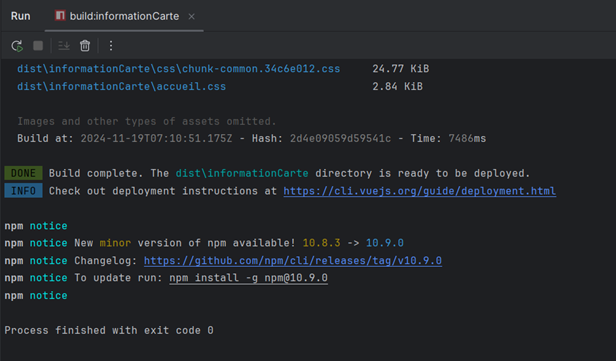 Run
build:informationCarte
dist\informationCarte\css\chunk-common.34c6e012.css 24.77 KiB
dist\informationCarte\accueil.css 2.84 KiB
Images and other types of assets omitted.
Build at: 2024-11-19T07:10:51.175Z - Hash: 2d4e09059d59541c - Time: 7486ms
DONE Build complete. The dist\informationCarte directory is ready to be deployed.
INFO Check out deployment instructions at https://cli.vuejs.org/guide/deployment.html
npm notice
npm notice New minor version of npm available! 10.8.3 -> 10.9.0
npm notice Changelog: https://github.com/npm/cli/releases/tag/v10.9.0
npm notice To update run: npm install -g npm@10.9.0
npm notice
Process finished with exit code 0